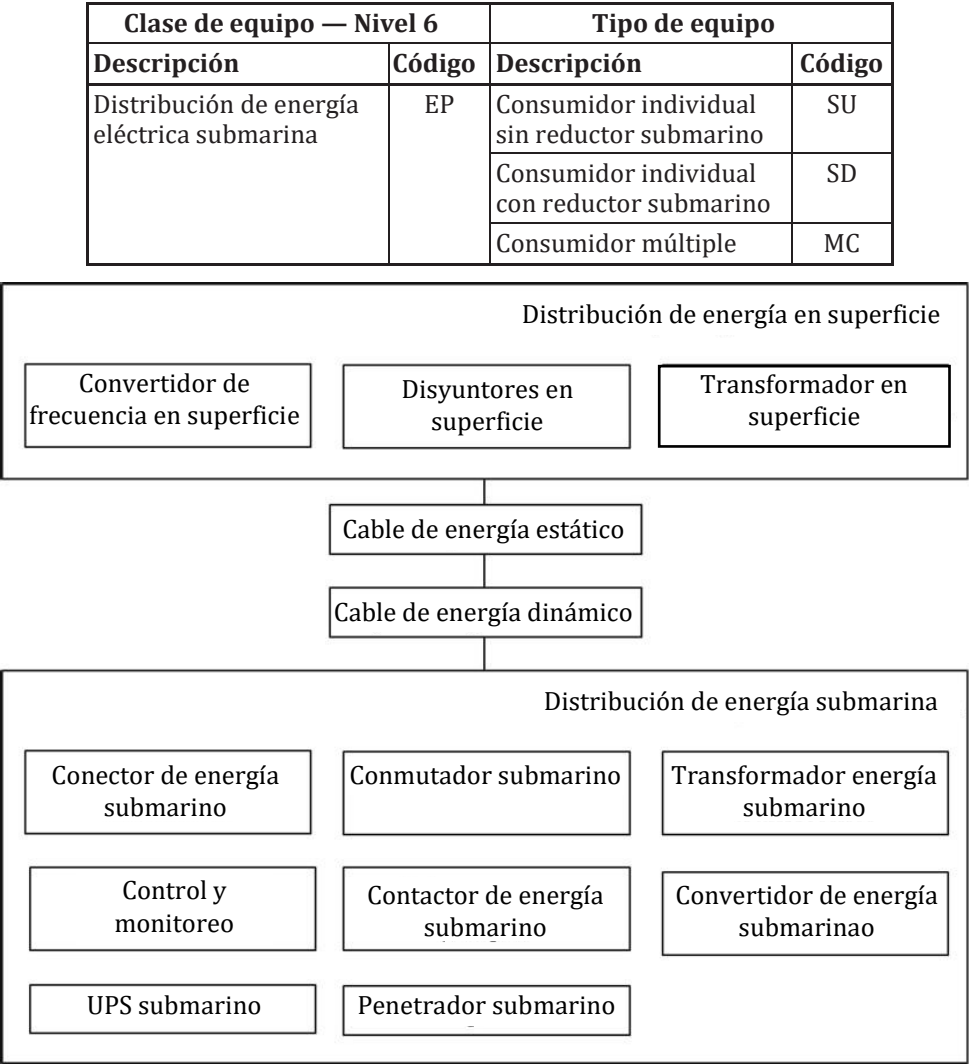 Clase de equipo — Nivel 6 Tipo de equipo
Descripción Código Descripción Código
Distribución de energía eléctrica submarina EP Consumidor individual sin reductor submarino SU
Consumidor individual con reductor submarino SD
Consumidor múltiple MC
Distribución de energía en superficie
Convertidor de
frecuencia en superficie
Disyuntores en
superficie
Transformador en
superficie
Cable de energía estático
Cable de energía dinámico
Distribución de energía submarina
Conector de energía
submarino
Conmutador submarino
Transformador energía
submarino
Control y
monitoreo
Contactor de energía
submarino
Convertidor de energía
submarinao
UPS submarino
Penetrador submarino